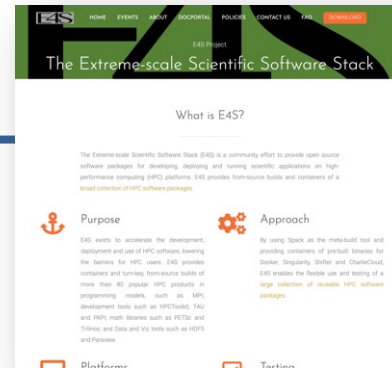 E4S HOME EVENTS ABOUT DOCPORTAL POLICIES CONTACT US FAQ DOWNLOAD
E4S Project
The Extreme-scale Scientific Software Stack
What is E4S?
The Extreme-scale Scientific Software Stack (E4S) is a community effort to provide open source
software packages for developing, deploying and running scientific applications on high-
performance computing (HPC) platforms. E4S provides from-source builds and containers of a
broad collection of HPC software packages.
Purpose
E4S exists to accelerate the development,
deployment and use of HPC software, lowering
the barriers for HPC users. E4S provides
containers and turn-key, from-source builds of
more than 80 popular HPC products in
programming models, such as MPI;
development tools such as HPCToolkit, TAU
and PAPI; math libraries such as PETSc and
Trilinos; and Data and Viz tools such as HDF5
and Paraview.
Approach
By using Spack as the meta-build tool and
providing containers of pre-built binaries for
Docker, Singularity, Shifter and CharlieCloud,
E4S enables the flexible use and testing of a
large collection of reusable HPC software
packages.
Platforms
Testing